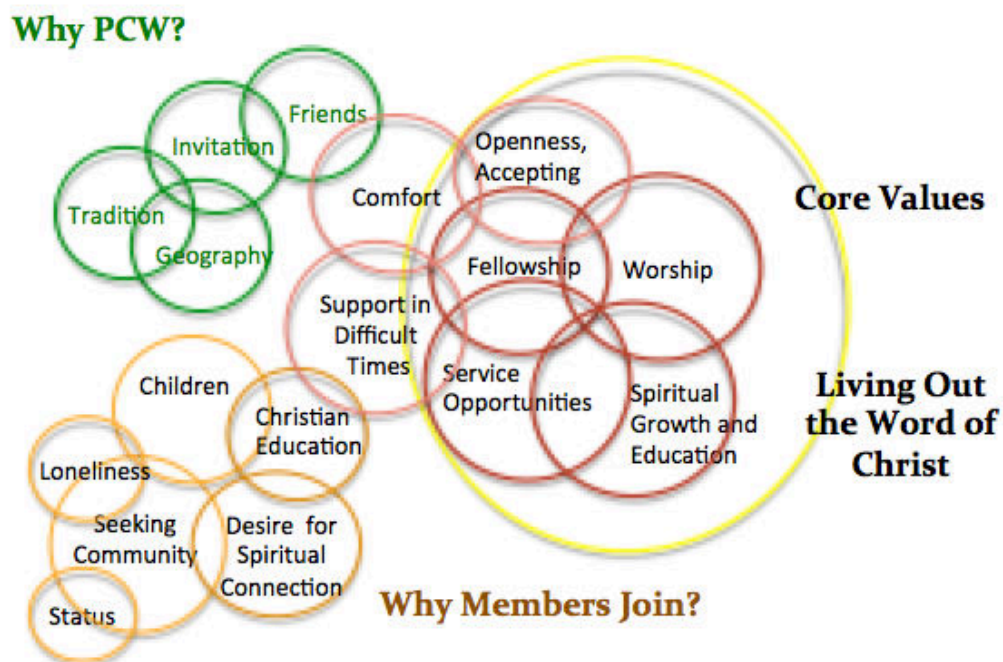 Why PCW?
Friends
Invitation
Tradition
Geography
Comfort
Openness,
Accepting
Fellowship
Worship
Core Values
Support in
Difficult
Times
Service
Opportunities
Spiritual
Growth and
Education
Living Out
the Word of
Christ
Children
Christian
Education
Loneliness
Seeking
Community
Desire for
Spiritual
Connection
Status
Why Members Join?